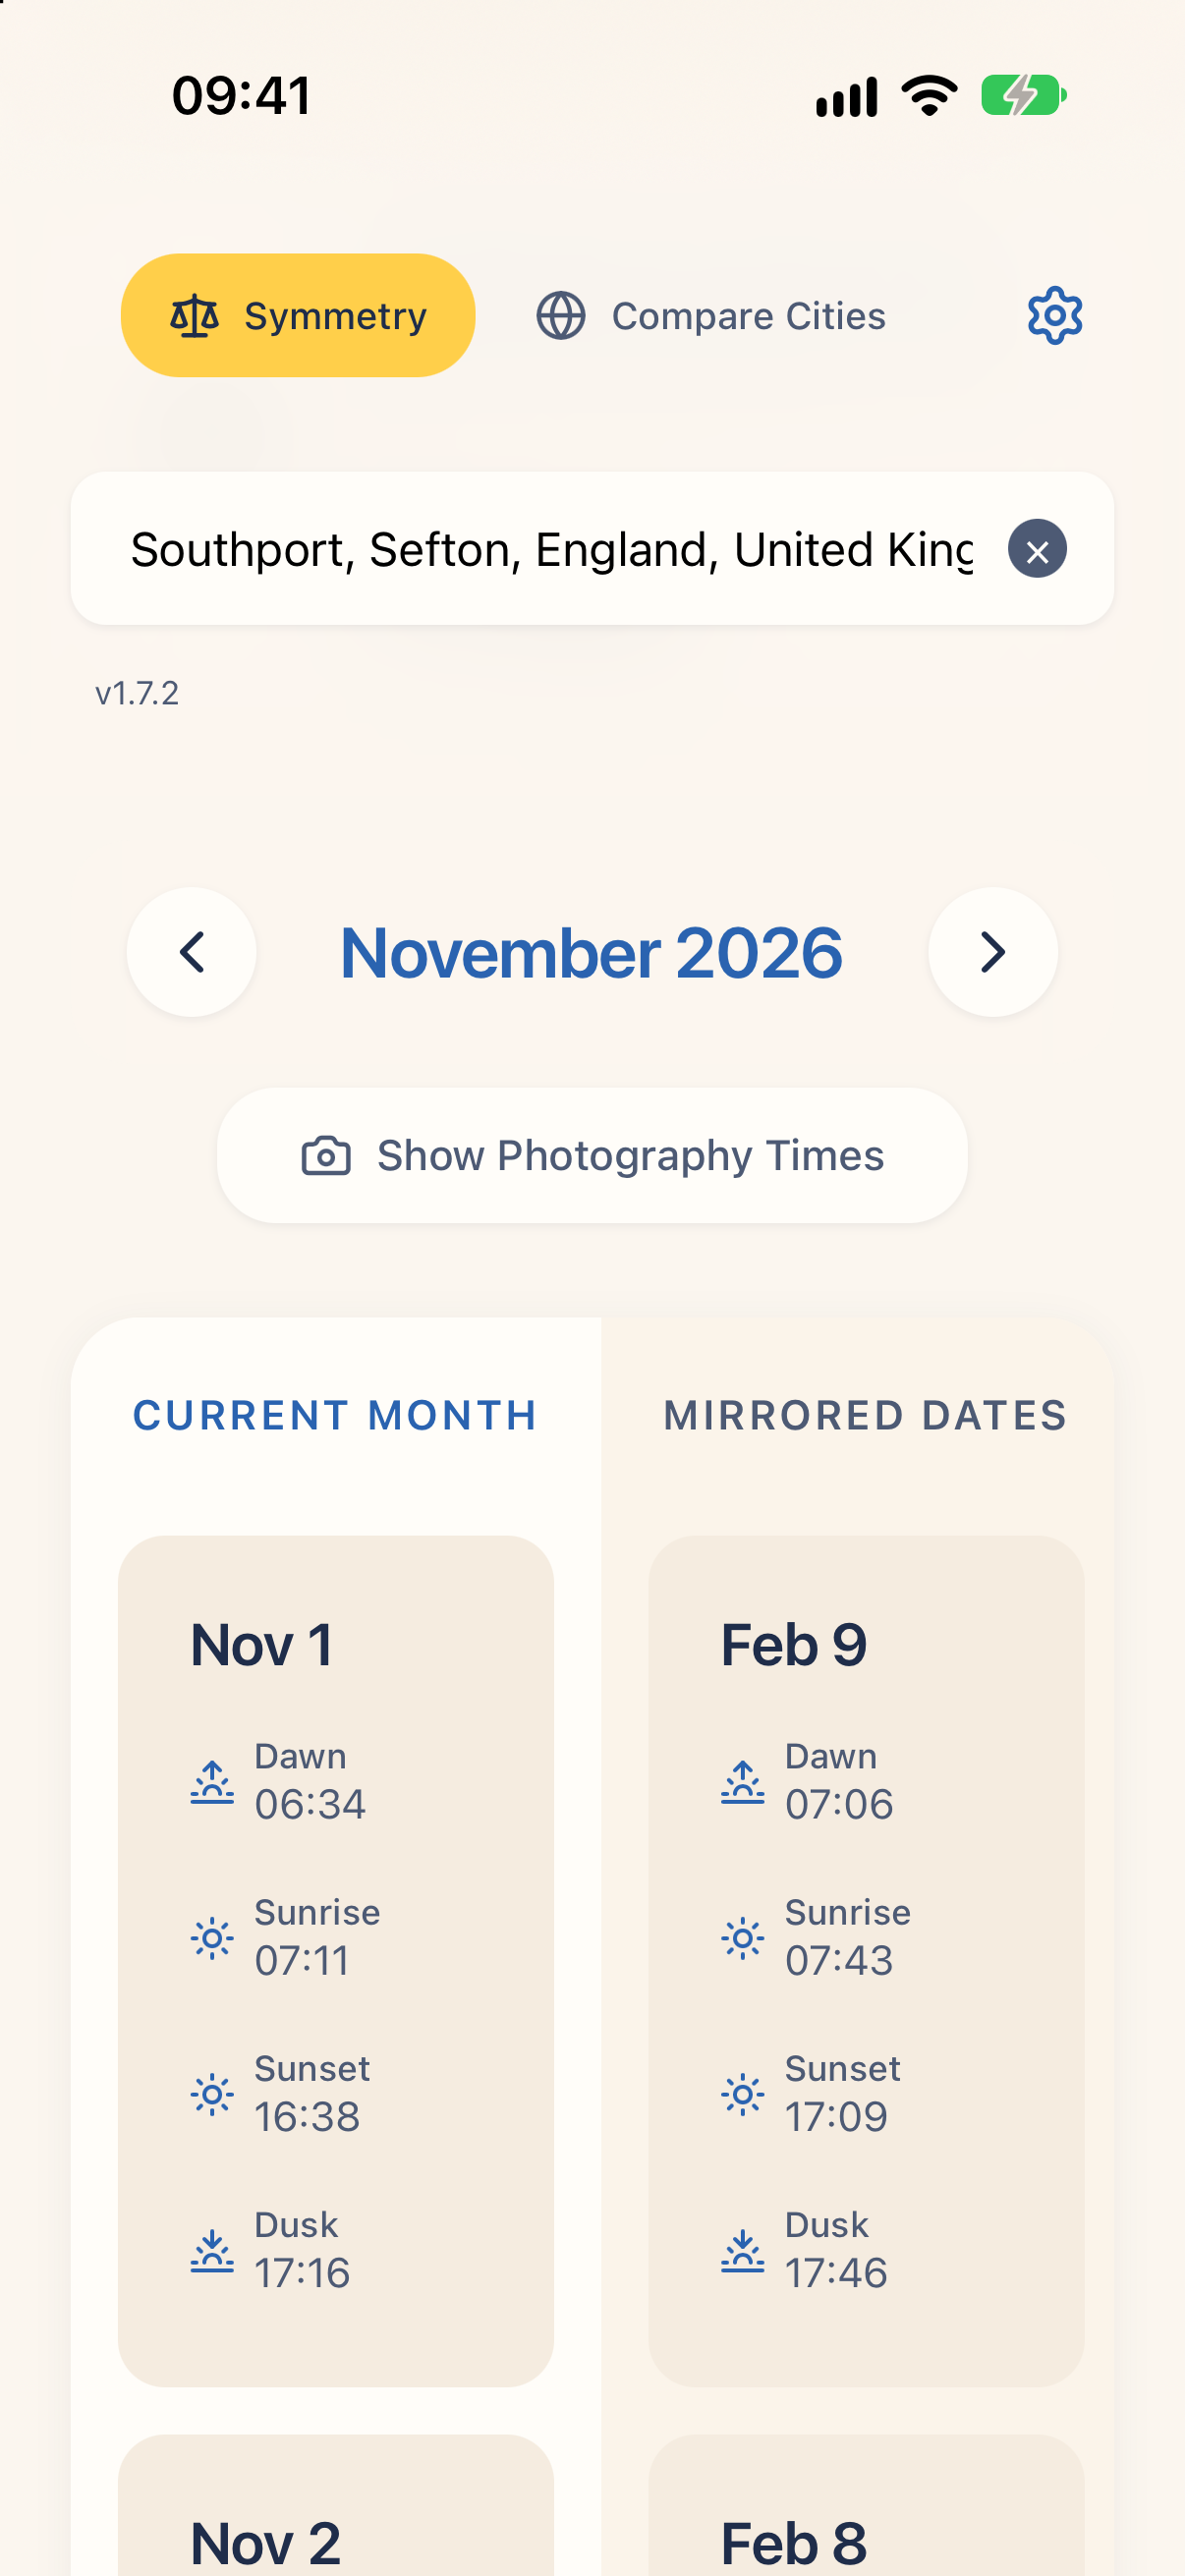 09:41
Symmetry
Compare Cities
Southport, Sefton, England, United King
v1.7.2
November 2026
Show Photography Times
CURRENT MONTH
MIRRORED DATES
Nov 1
Dawn
06:34
Sunrise
07:11
Sunset
16:38
Dusk
17:16
Feb 9
Dawn
07:06
Sunrise
07:43
Sunset
17:09
Dusk
17:46
Nov 2
Feb 8